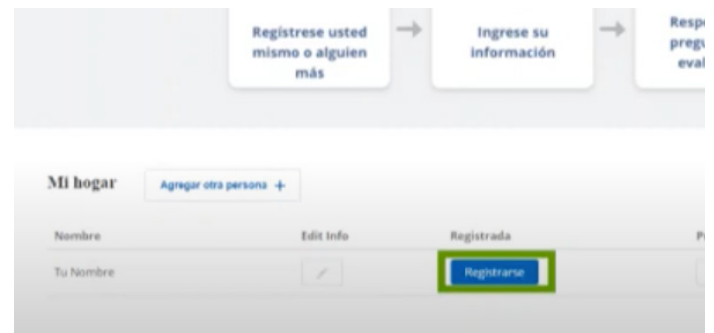 Regístrese usted
mismo o alguien
más
Ingrese su
información
Mi hogar
Agregar otra persona +
Nombre
Edit Info
Registrada
Tu Nombre
Registrarse